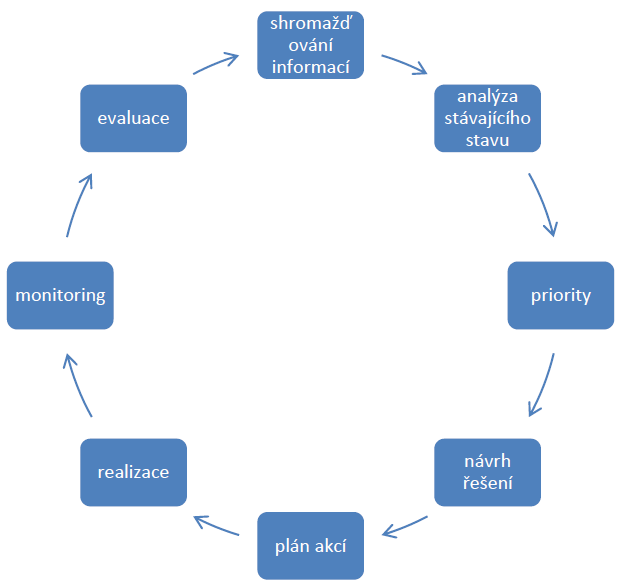 shromažď
ování
informací
analýza
stávajícího
stavu
priority
návrh
řešení
plán akcí
realizace
monitoring
evaluace